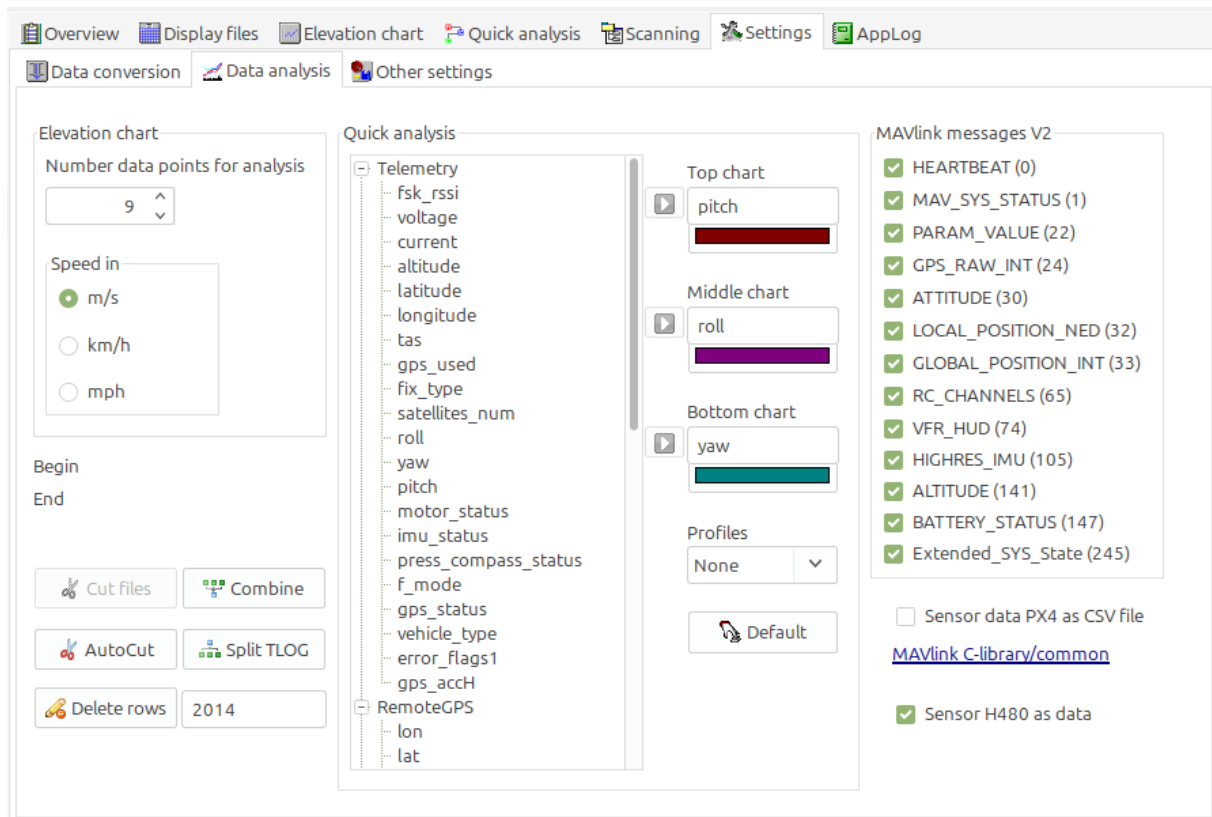 Overview Display files Elevation chart Quick analysis Scanning Settings AppLog
Data conversion Data analysis Other settings
Elevation chart
Number data points for analysis
9
Speed in
m/s
km/h
mph
Begin
End
Cut files Combine
AutoCut Split TLOG
Delete rows 2014
Quick analysis
Telemetry
fsk_rssi
voltage
current
altitude
latitude
longitude
tas
gps_used
fix_type
satellites_num
roll
yaw
pitch
motor_status
imu_status
press_compass_status
f_mode
gps_status
vehicle_type
error_flags1
gps_accH
RemoteGPS
lon
lat
Top chart
pitch
Middle chart
roll
Bottom chart
yaw
Profiles
None
Default
MAVlink messages V2
HEARTBEAT (0)
MAV_SYS_STATUS (1)
PARAM_VALUE (22)
GPS_RAW_INT (24)
ATTITUDE (30)
LOCAL_POSITION_NED (32)
GLOBAL_POSITION_INT (33)
RC_CHANNELS (65)
VFR_HUD (74)
HIGHRES_IMU (105)
ALTITUDE (141)
BATTERY_STATUS (147)
Extended_SYS_State (245)
Sensor data PX4 as CSV file
MAVlink C-library/common
Sensor H480 as data